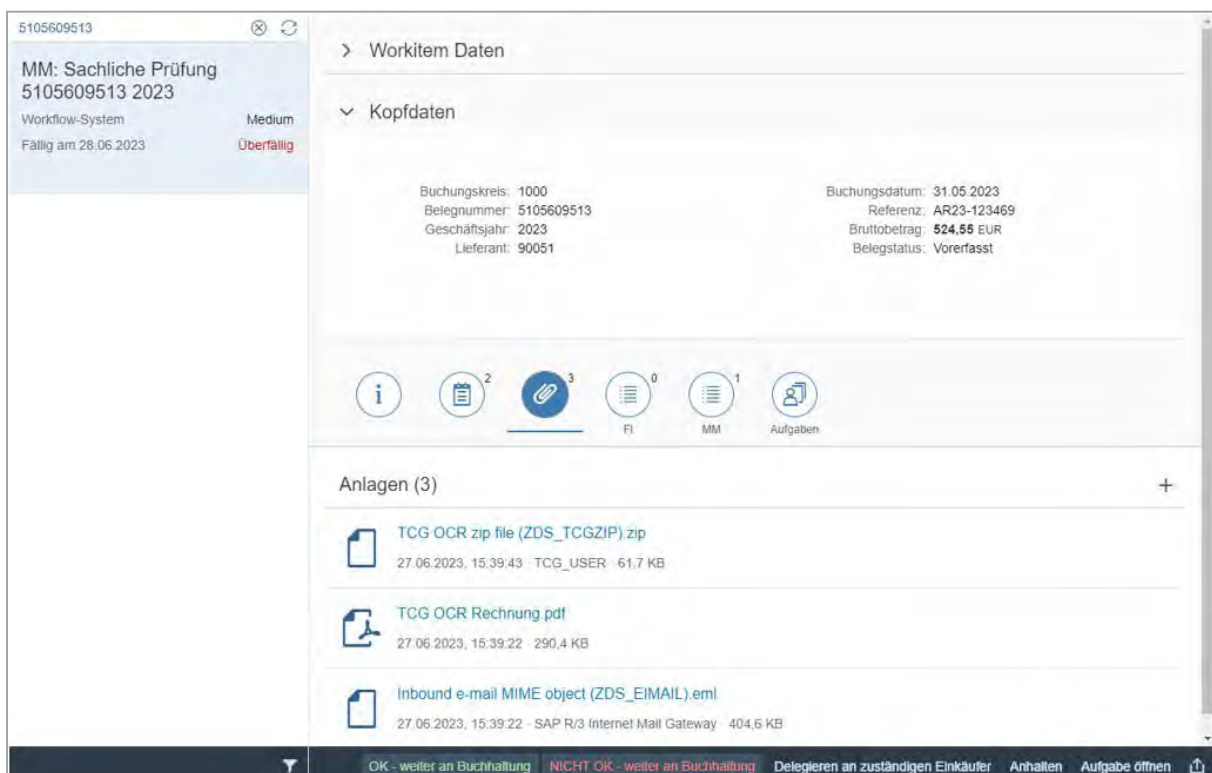 5105609513
MM: Sachliche Prüfung
5105609513 2023
Workflow-System Medium
Fällig am 28.06.2023 Überfällig
Workitem Daten
Kopfdaten
Buchungskreis: 1000
Belegnummer: 5105609513
Geschäftsjahr: 2023
Lieferant: 90051
Buchungsdatum: 31.05.2023
Referenz: AR23-123469
Bruttobetrag: 524,55 EUR
Belegstatus: Vorerfasst
2
3
0
1
FI
MM
Aufgaben
Anlagen (3)
TCG OCR zip file (ZDS_TCGZIP).zip
27.06.2023, 15:39:43 · TCG_USER · 61,7 KB
TCG OCR Rechnung.pdf
27.06.2023, 15:39:22 · 290,4 KB
Inbound e-mail MIME object (ZDS_EIMAIL).eml
27.06.2023, 15:39:22 · SAP R/3 Internet Mail Gateway · 404,6 KB
OK - weiter an Buchhaltung NICHT OK - weiter an Buchhaltung Delegieren an zuständigen Einkäufer Anhalten Aufgabe öffnen